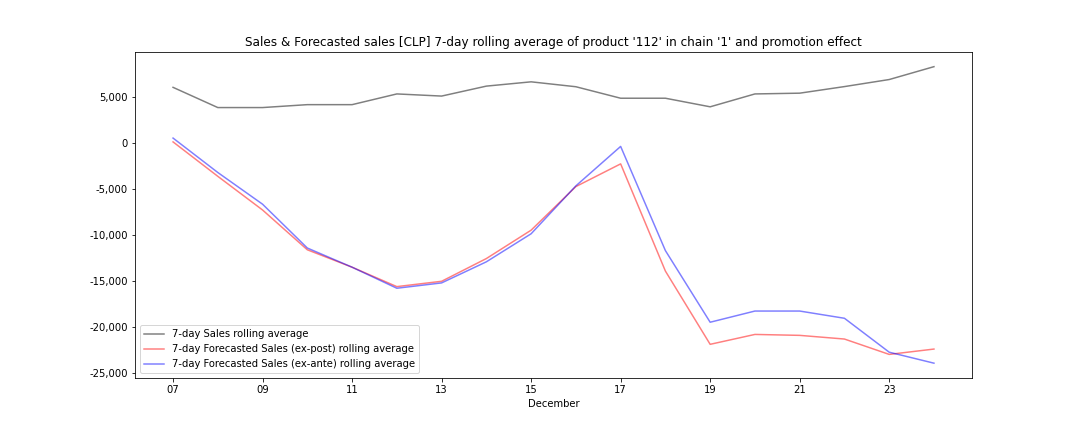 Sales & Forecasted sales [CLP] 7-day rolling average of product '112' in chain '1' and promotion effect
5,000
0
-5,000
-10,000
-15,000
-20,000
-25,000
7-day Sales rolling average
7-day Forecasted Sales (ex-post) rolling average
7-day Forecasted Sales (ex-ante) rolling average
07 09 11 13 15 17 19 21 23
December